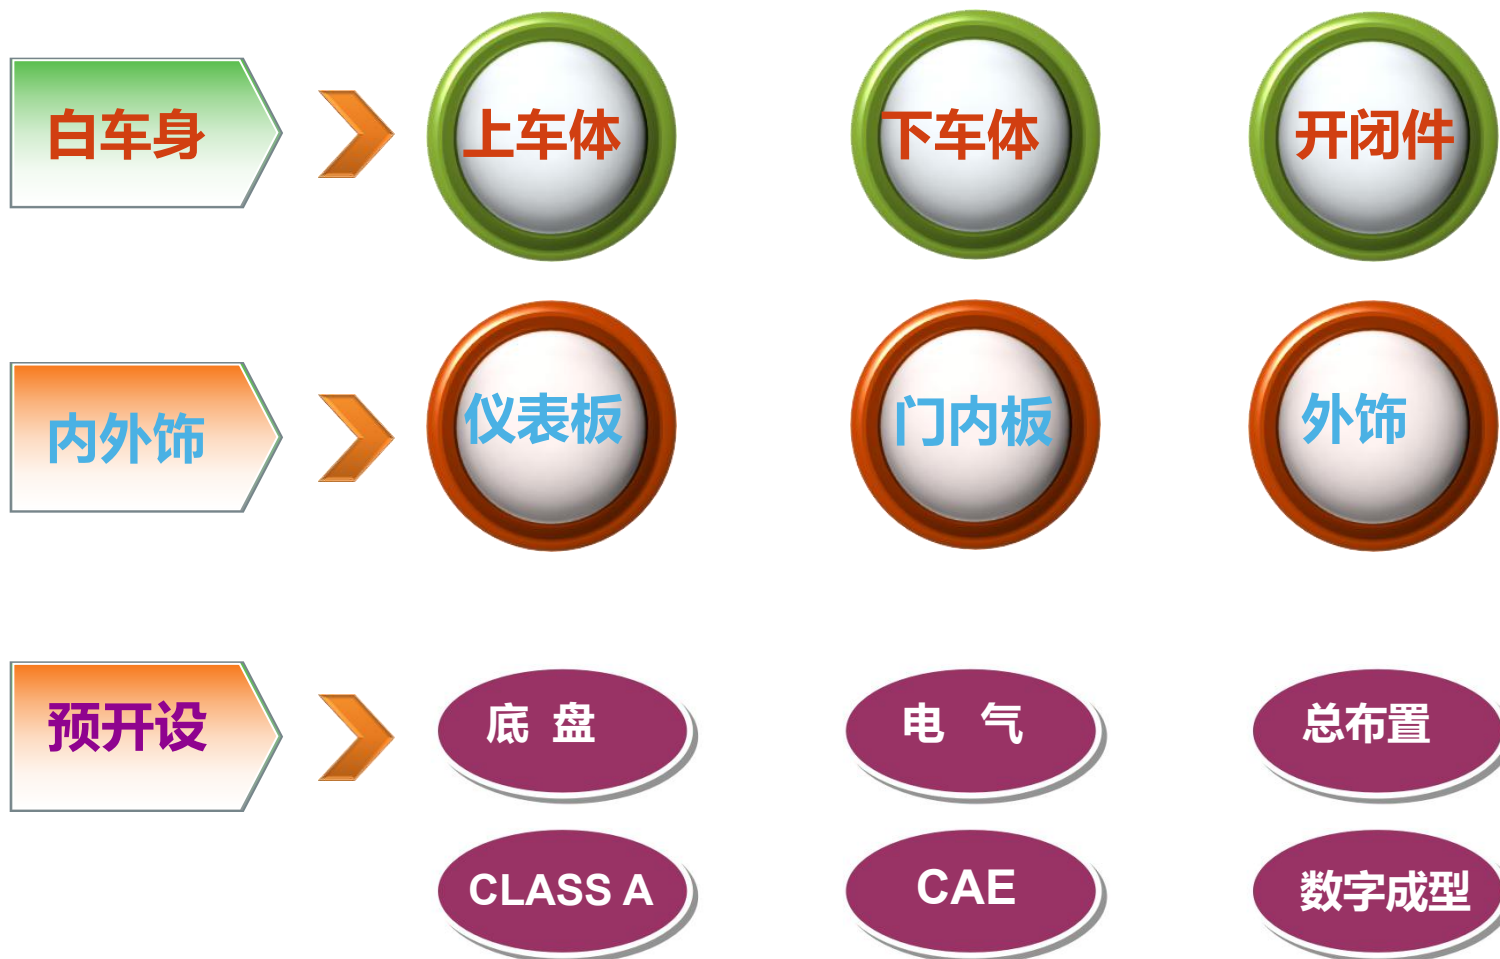 白车身
上车体
下车体
开闭件
内外饰
仪表板
门内板
外饰
预开设
底 盘
电 气
总布置
CLASS A
CAE
数字成型